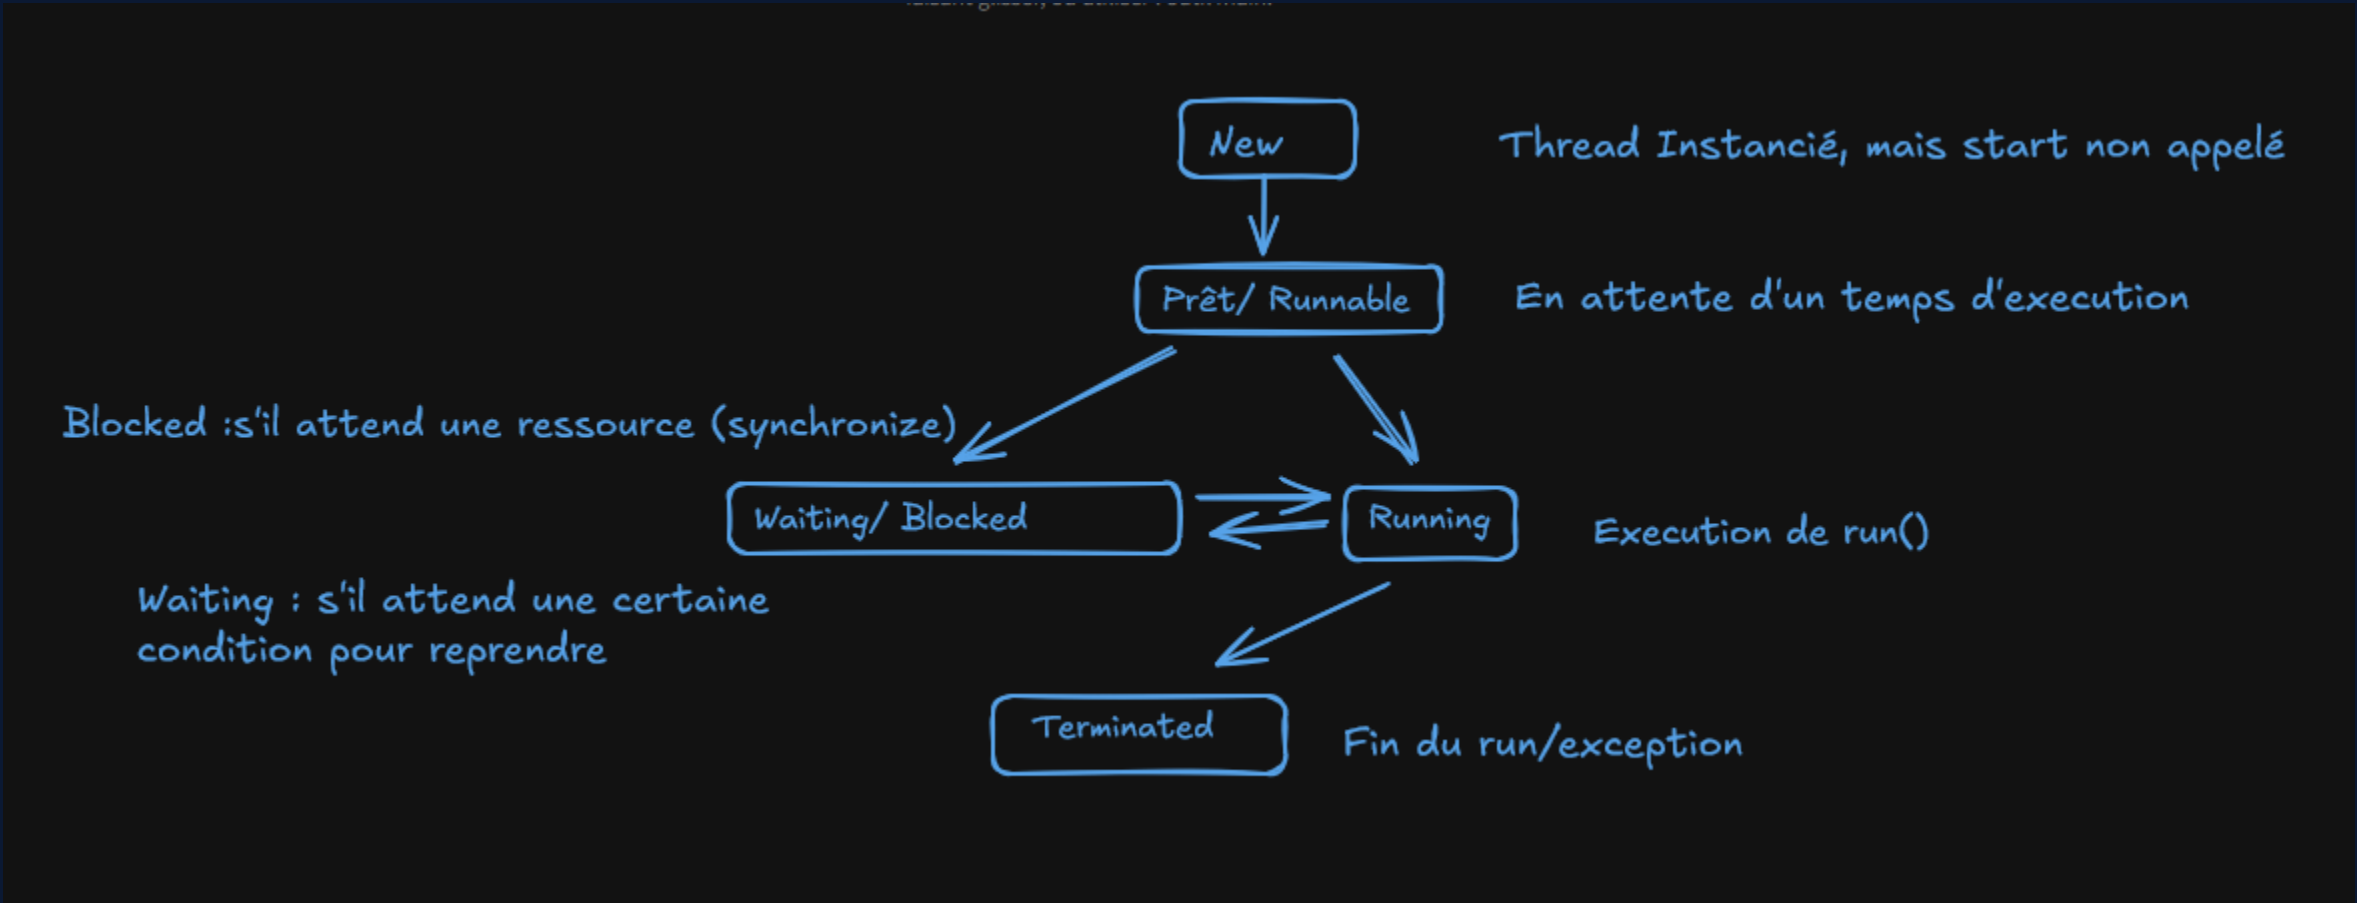 New
Thread Instancié, mais start non appelé
Prêt/ Runnable
En attente d'un temps d'execution
Blocked :s'il attend une ressource (synchronize)
Waiting/ Blocked
Running
Execution de run()
Waiting : s'il attend une certaine
condition pour reprendre
Terminated
Fin du run/exception